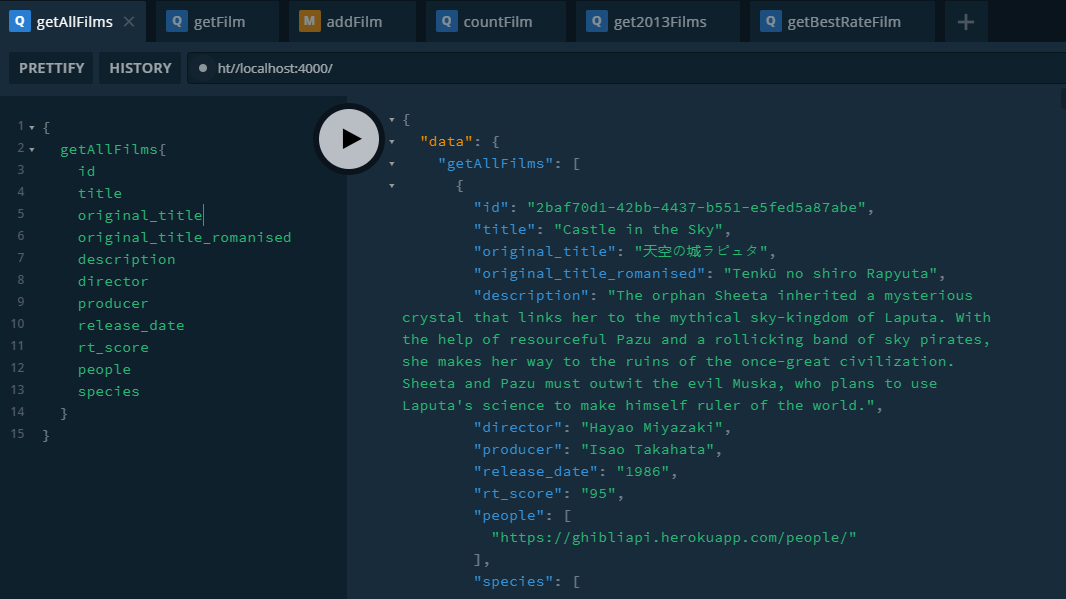 Q getAllFilms × Q getFilm M addFilm Q countFilm Q get2013Films Q getBestRateFilm +
PRETTIFY HISTORY ht//localhost:4000/
1 {
2 getAllFilms{
3 id
4 title
5 original_title
6 original_title_romanised
7 description
8 director
9 producer
10 release_date
11 rt_score
12 people
13 species
14 }
15 }
{
"data": {
"getAllFilms": [
{
"id": "2baf70d1-42bb-4437-b551-e5fed5a87abe",
"title": "Castle in the Sky",
"original_title": "天空の城ラピュタ",
"original_title_romanised": "Tenkū no shiro Rapyuta",
"description": "The orphan Sheeta inherited a mysterious
crystal that links her to the mythical sky-kingdom of Laputa. With
the help of resourceful Pazu and a rollicking band of sky pirates,
she makes her way to the ruins of the once-great civilization.
Sheeta and Pazu must outwit the evil Muska, who plans to use
Laputa's science to make himself ruler of the world.",
"director": "Hayao Miyazaki",
"producer": "Isao Takahata",
"release_date": "1986",
"rt_score": "95",
"people": [
"https://ghibliapi.herokuapp.com/people/"
],
"species": [